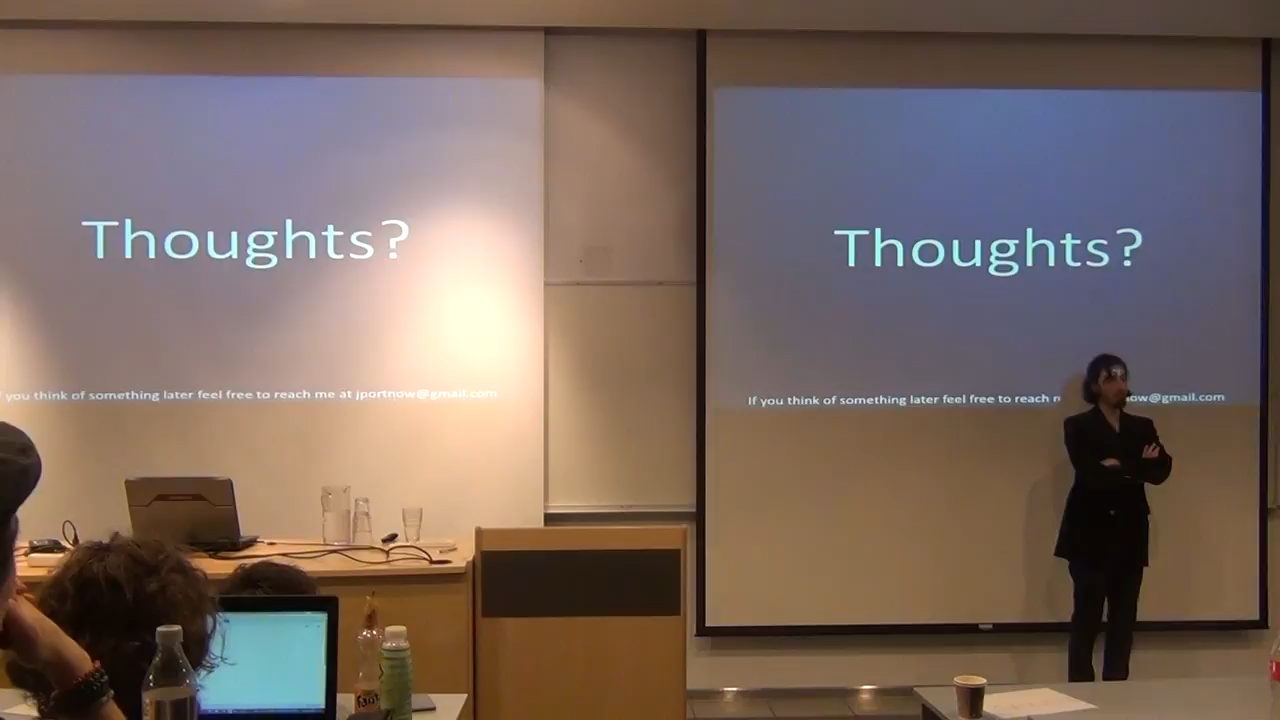 Thoughts?
f you think of something later feel free to reach me at jportnow@gmail.com
Thoughts?
If you think of something later feel free to reach ow@gmail.com
fanta